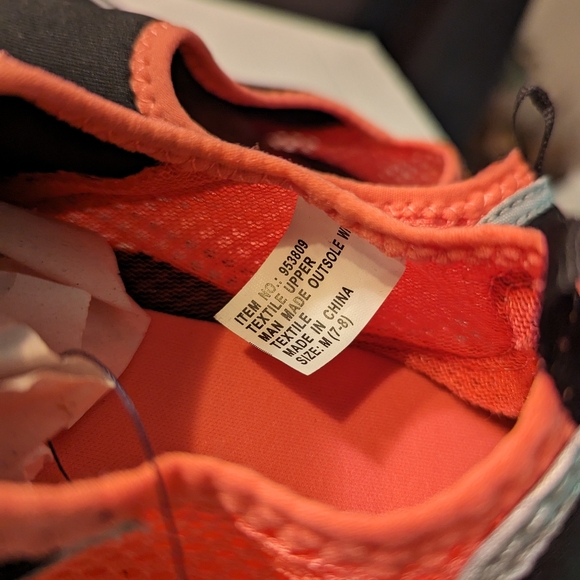 ITEM NO.: 953809
TEXTILE UPPER
MAN MADE OUTSOLE
TEXTILE
MADE IN CHINA
SIZE: M (7-8)